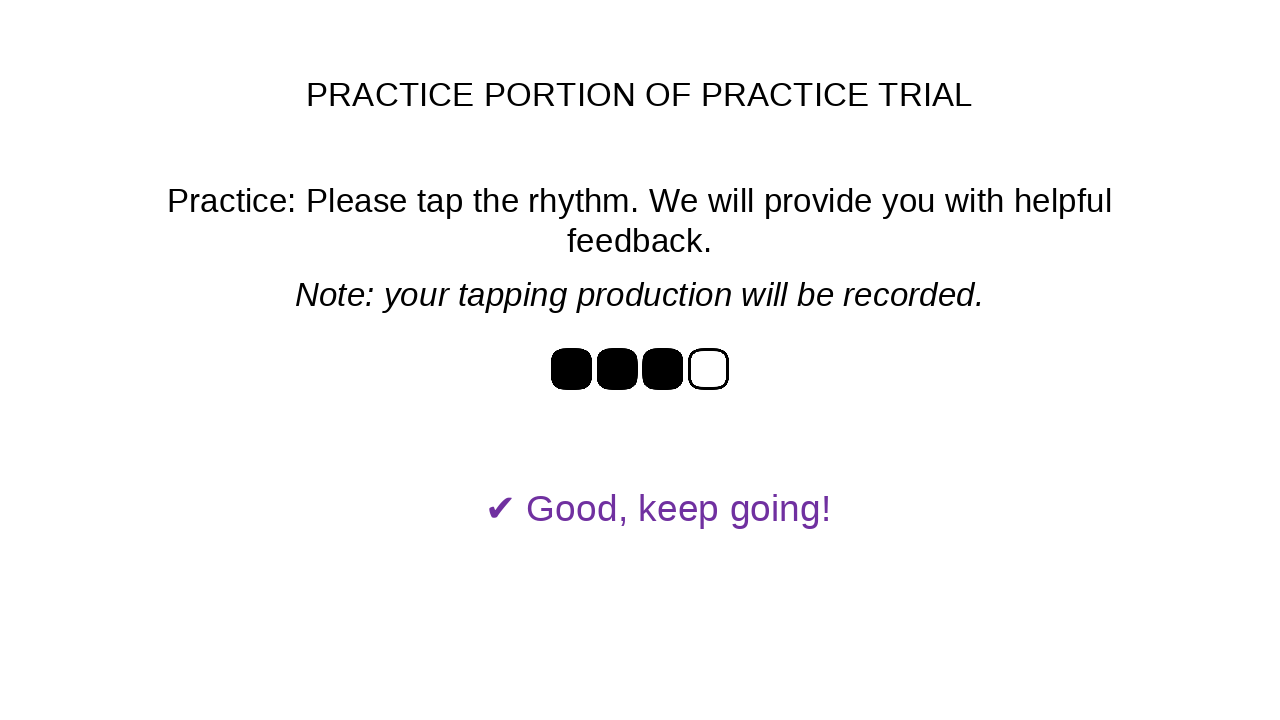 PRACTICE PORTION OF PRACTICE TRIAL
Practice: Please tap the rhythm. We will provide you with helpful
feedback.
Note: your tapping production will be recorded.
✔ Good, keep going!